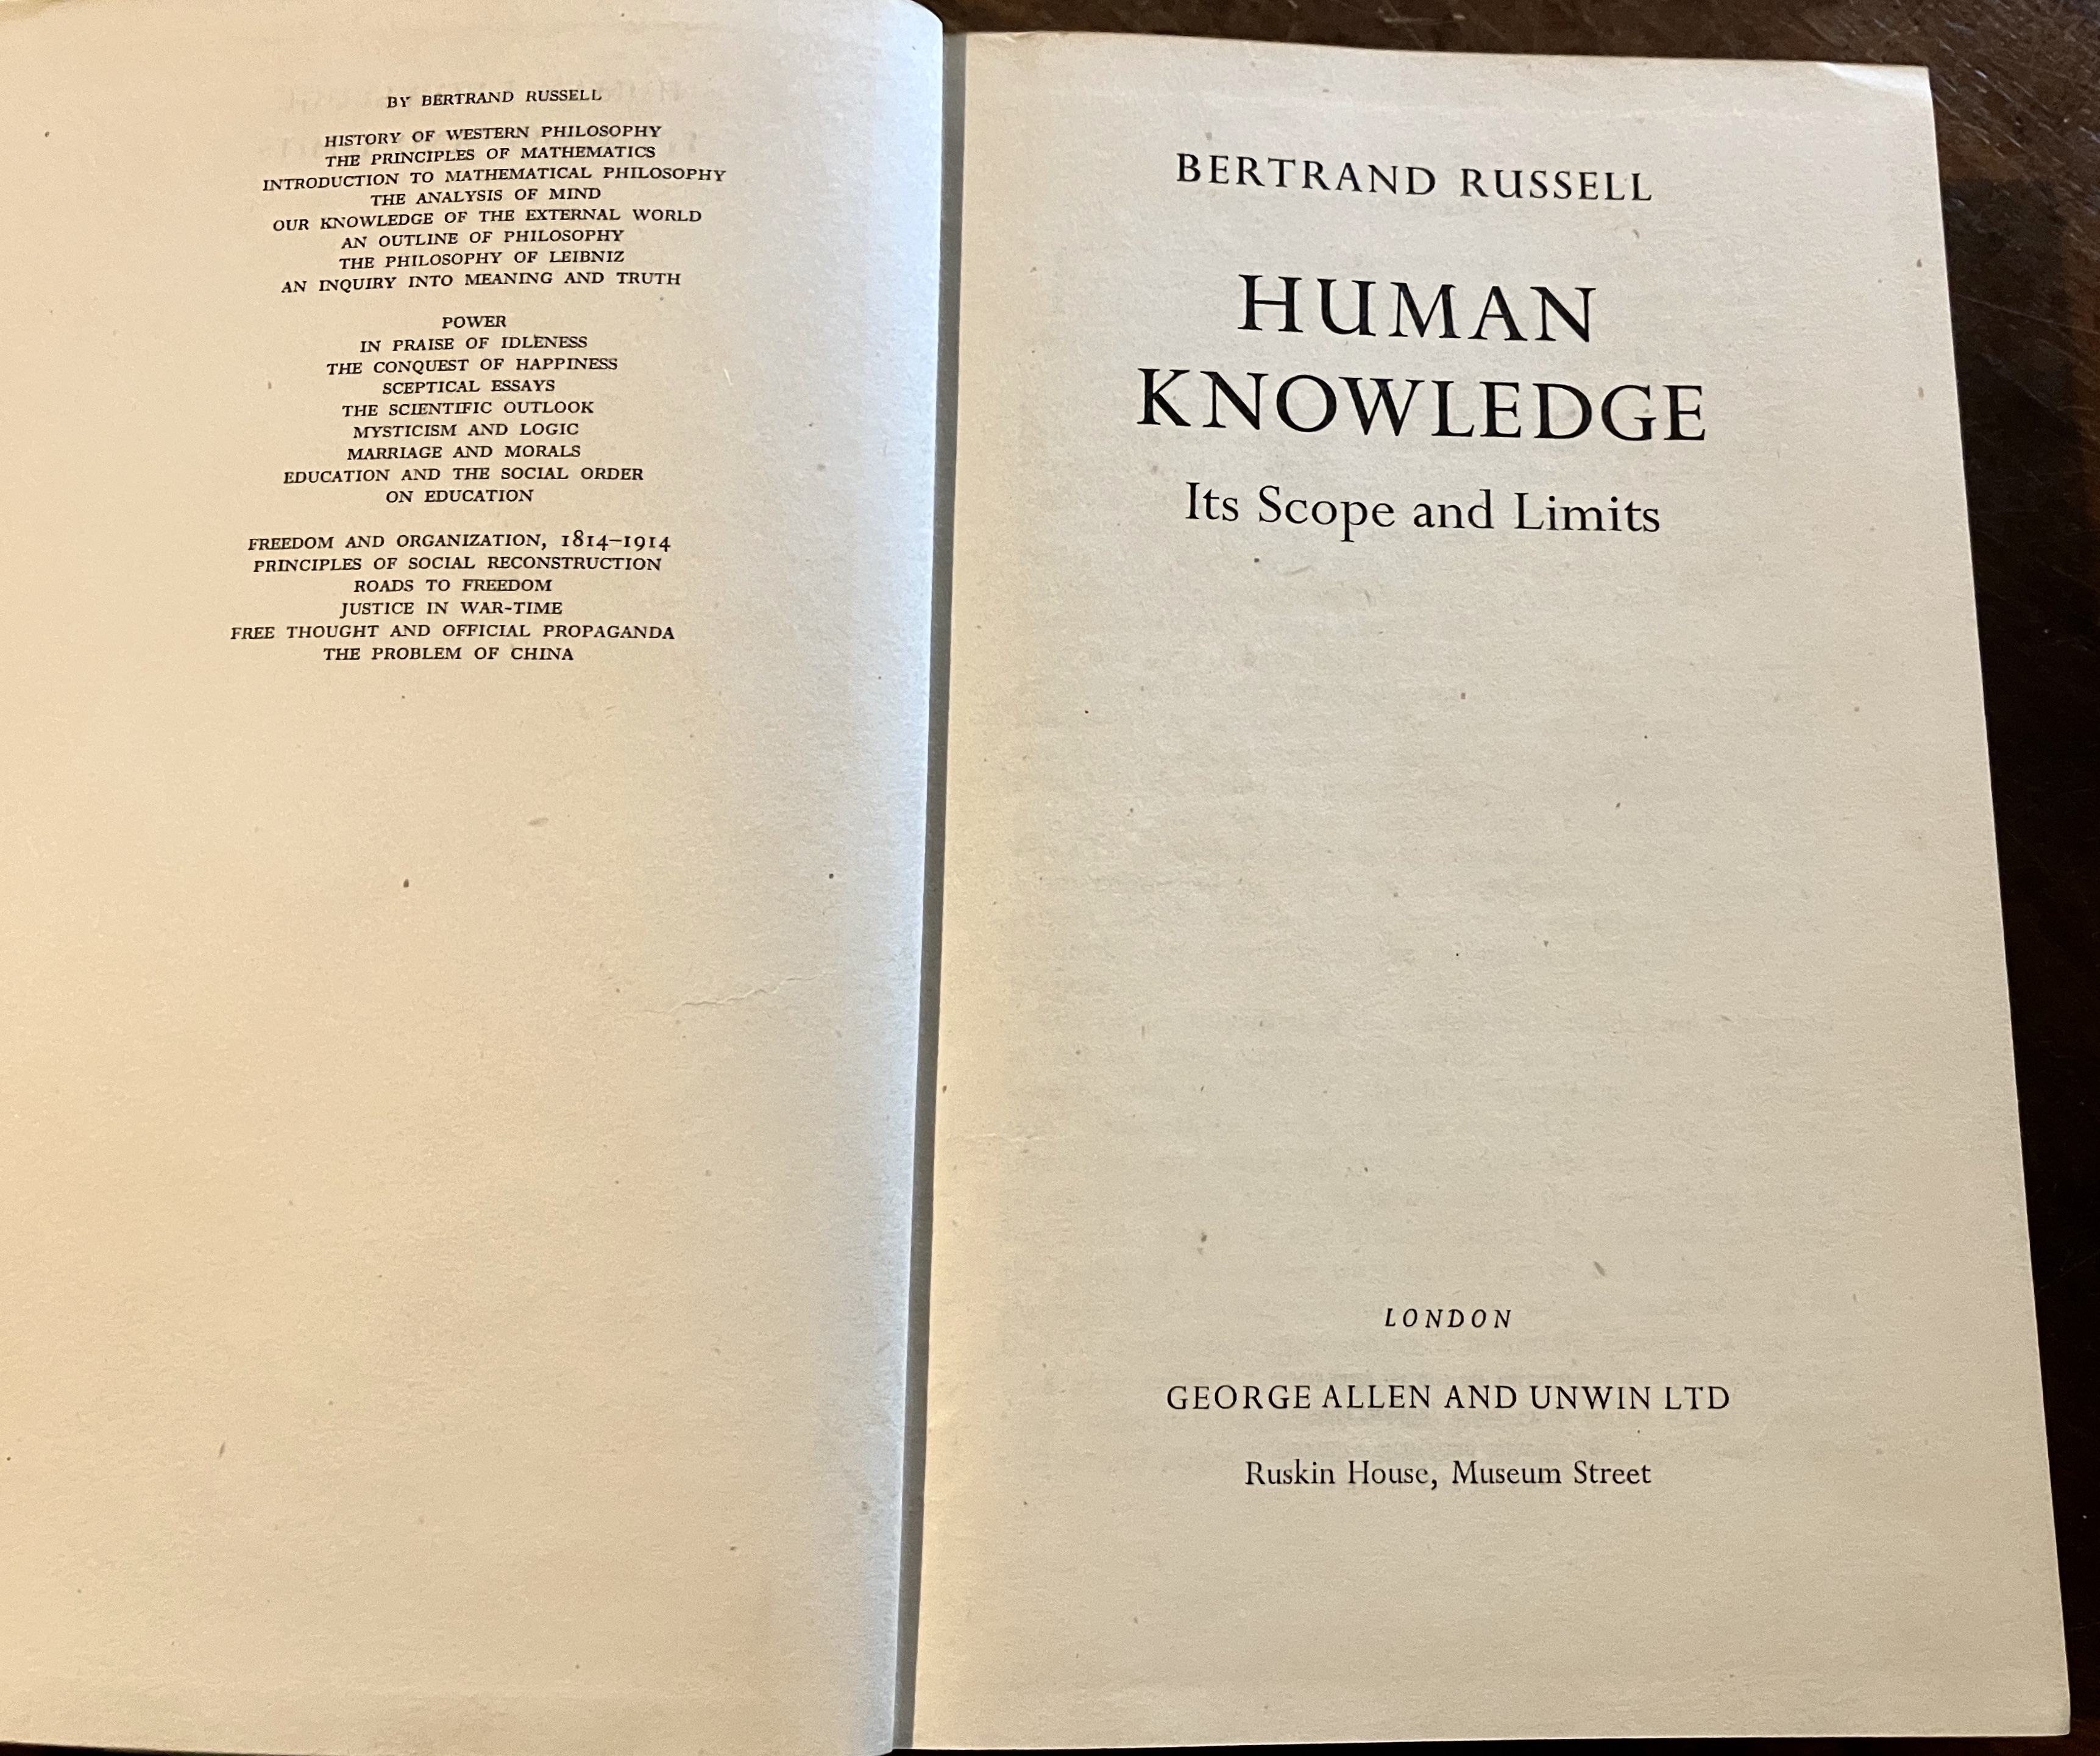 BY BERTRAND RUSSELL
HISTORY OF WESTERN PHILOSOPHY
THE PRINCIPLES OF MATHEMATICS
INTRODUCTION TO MATHEMATICAL PHILOSOPHY
THE ANALYSIS OF MIND
OUR KNOWLEDGE OF THE EXTERNAL WORLD
AN OUTLINE OF PHILOSOPHY
THE PHILOSOPHY OF LEIBNIZ
AN INQUIRY INTO MEANING AND TRUTH
POWER
IN PRAISE OF IDLENESS
THE CONQUEST OF HAPPINESS
SCEPTICAL ESSAYS
THE SCIENTIFIC OUTLOOK
MYSTICISM AND LOGIC
MARRIAGE AND MORALS
EDUCATION AND THE SOCIAL ORDER
ON EDUCATION
FREEDOM AND ORGANIZATION, 1814–1914
PRINCIPLES OF SOCIAL RECONSTRUCTION
ROADS TO FREEDOM
JUSTICE IN WAR-TIME
FREE THOUGHT AND OFFICIAL PROPAGANDA
THE PROBLEM OF CHINA
BERTRAND RUSSELL
HUMAN
KNOWLEDGE
Its Scope and Limits
LONDON
GEORGE ALLEN AND UNWIN LTD
Ruskin House, Museum Street